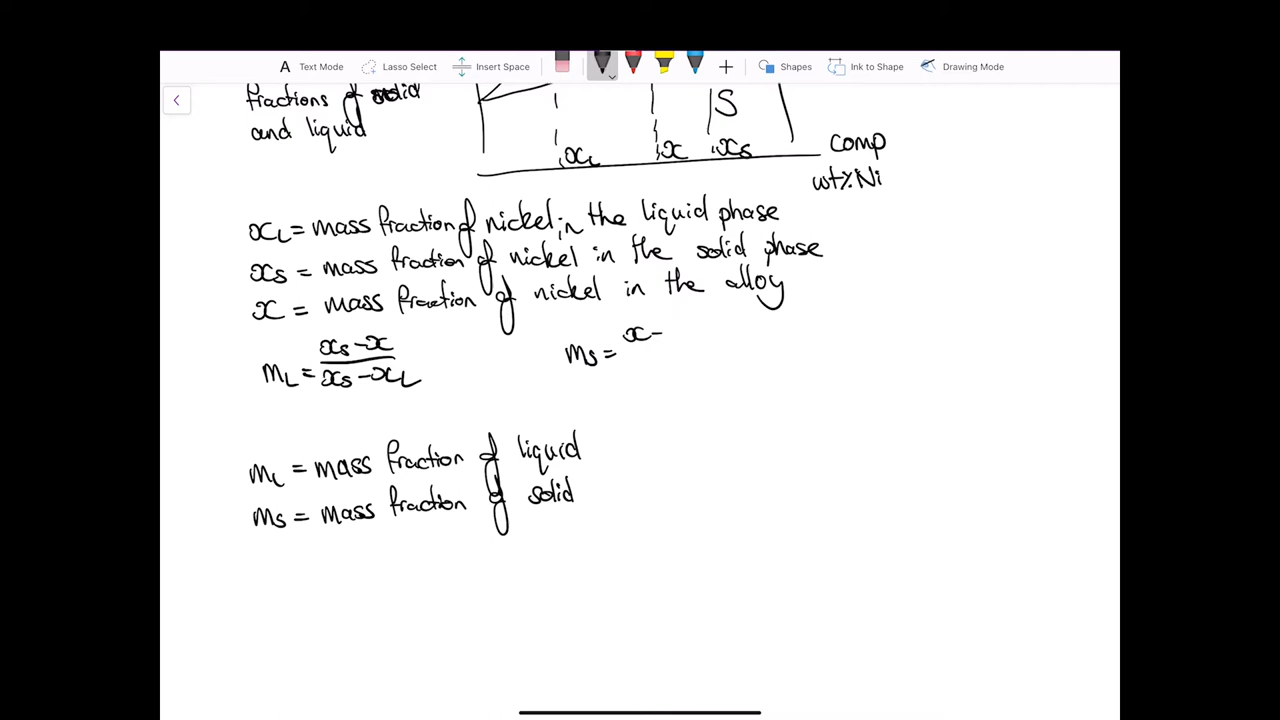 Text Mode Lasso Select Insert Space Shapes Ink to Shape Drawing Mode
fractions of solid
and liquid
S
xL x xs
comp
wt% Ni
xL = mass fraction of nickel in the liquid phase
xs = mass fraction of nickel in the solid phase
x = mass fraction of nickel in the alloy
mL = xs - x / xs - xL
ms = x -
mL = mass fraction of liquid
ms = mass fraction of solid